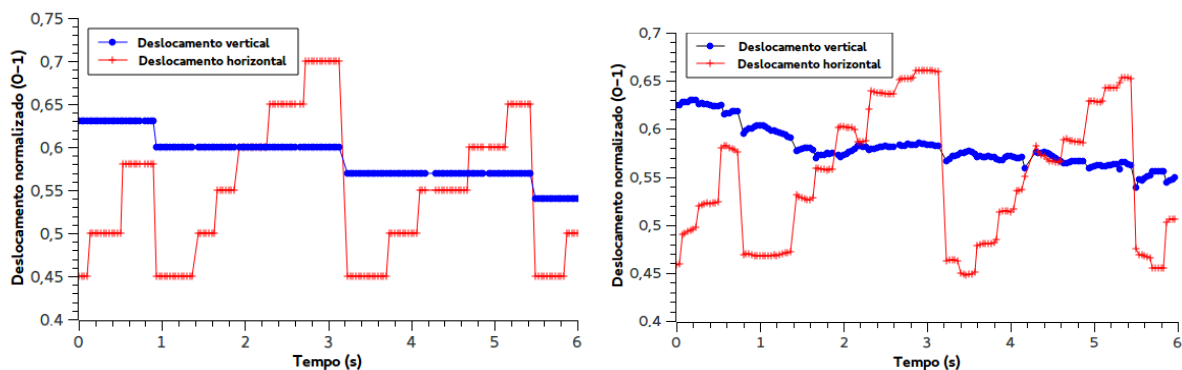 0,75
0,7
0,65
0,6
0,55
0,5
0,45
0.4
Deslocamento normalizado (0−1)
Deslocamento vertical
Deslocamento horizontal
0 1 2 3 4 5 6
Tempo (s)
0,7
0,65
0,6
0,55
0,5
0,45
0,4
Deslocamento normalizado (0−1)
Deslocamento vertical
Deslocamento horizontal
0 1 2 3 4 5 6
Tempo (s)